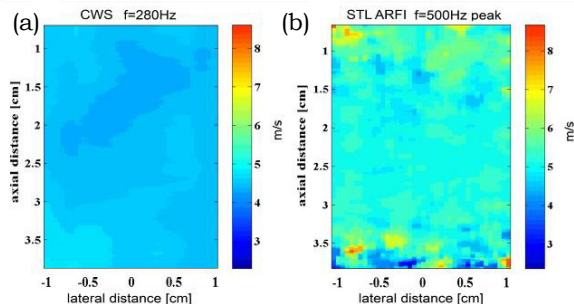 (a) CWS f=280Hz
axial distance [cm]
1
1.5
2
2.5
3
3.5
-1 -0.5 0 0.5 1
lateral distance [cm]
8
7
6
5
4
3
m/s
(b) STL ARFI f=500Hz peak
axial distance [cm]
1
1.5
2
2.5
3
3.5
-1 -0.5 0 0.5 1
lateral distance [cm]
8
7
6
5
4
3
m/s